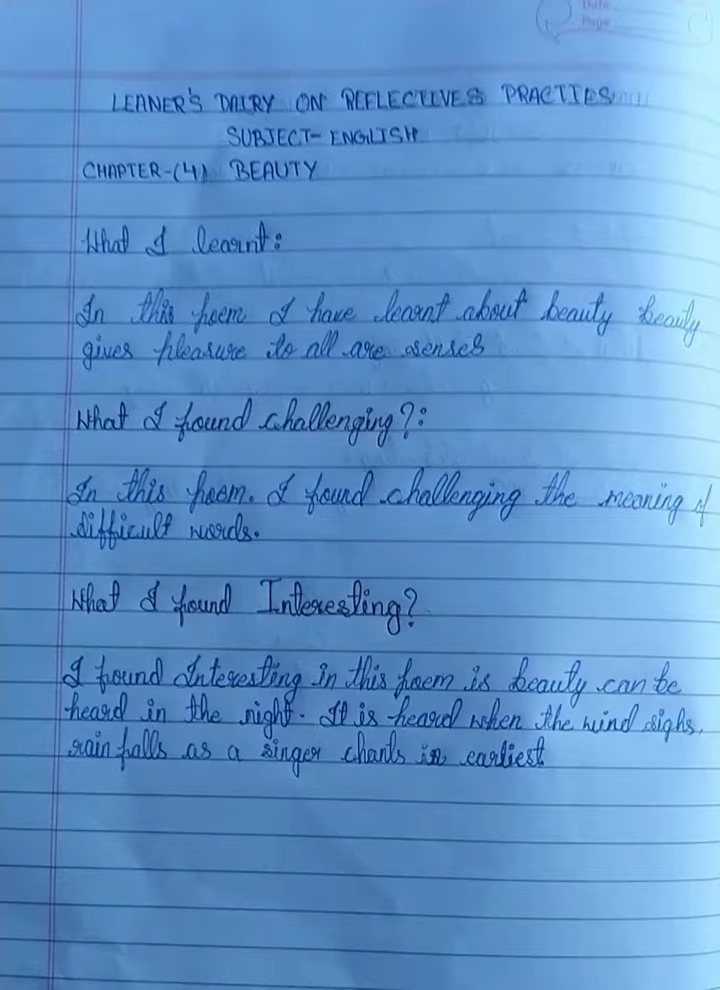 Date
Page
LEANER'S DAIRY ON REFLECTIVES PRACTIES
SUBJECT- ENGLISH
CHAPTER-(4) BEAUTY
What I learnt:
In this poem I have learnt about beauty beauty
gives pleasure to all are senses
What I found challenging?:
In this poem. I found challenging the meaning of
difficult words.
What I found Interesting?
I found Interesting in this poem is beauty can be
heard in the night. It is heard when the wind sighs,
rain falls as a singer chants in earliest